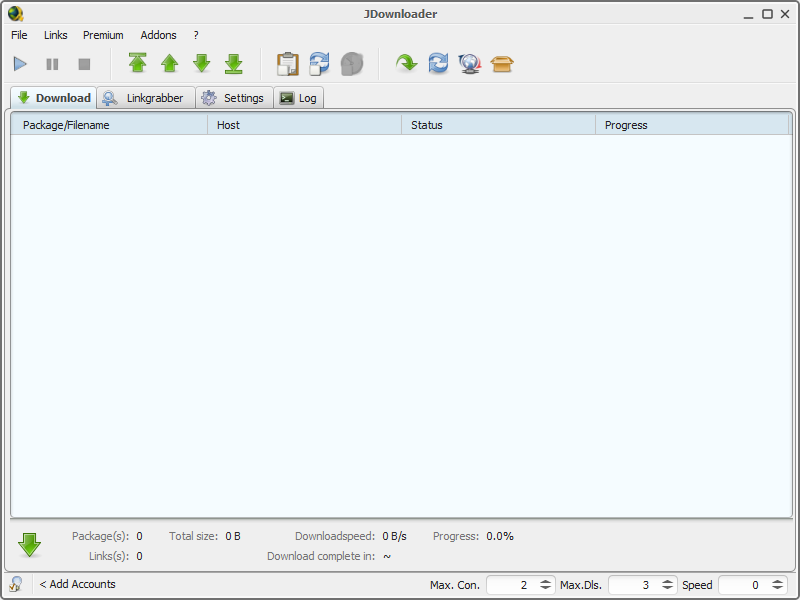 JDownloader
File Links Premium Addons ?
Download Linkgrabber Settings Log
Package/Filename Host Status Progress
Package(s): 0 Total size: 0 B Downloadspeed: 0 B/s Progress: 0.0%
Links(s): 0 Download complete in: ~
< Add Accounts Max. Con. 2 Max.Dls. 3 Speed 0